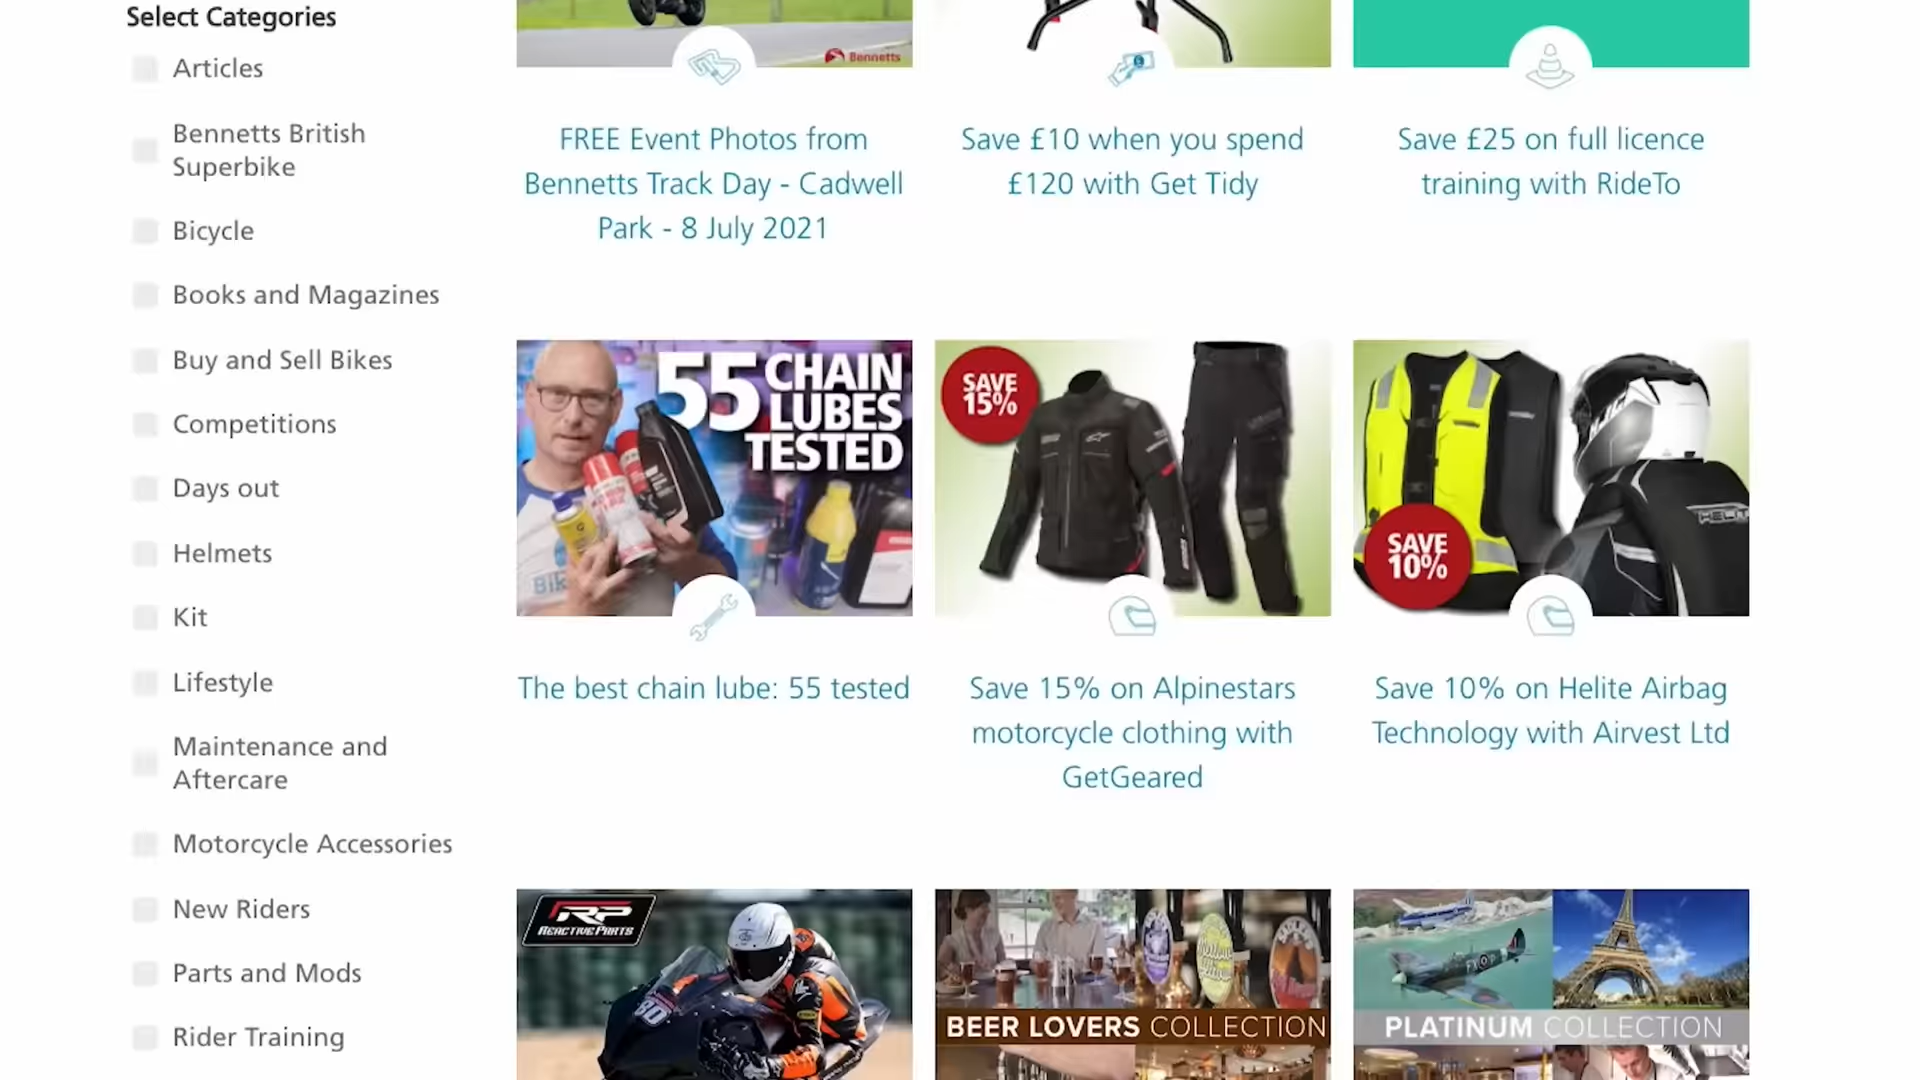 Select Categories
Articles
Bennetts British
Superbike
Bicycle
Books and Magazines
Buy and Sell Bikes
Competitions
Days out
Helmets
Kit
Lifestyle
Maintenance and
Aftercare
Motorcycle Accessories
New Riders
Parts and Mods
Rider Training
Bennetts
FREE Event Photos from
Bennetts Track Day - Cadwell
Park - 8 July 2021
Save £10 when you spend
£120 with Get Tidy
Save £25 on full licence
training with RideTo
55 CHAIN
LUBES
TESTED
Bik
The best chain lube: 55 tested
SAVE
15%
Save 15% on Alpinestars
motorcycle clothing with
GetGeared
SAVE
10%
HELIT
Save 10% on Helite Airbag
Technology with Airvest Ltd
RP
REACTIVE PARTS
80
BEER LOVERS COLLECTION
PLATINUM COLLECTION